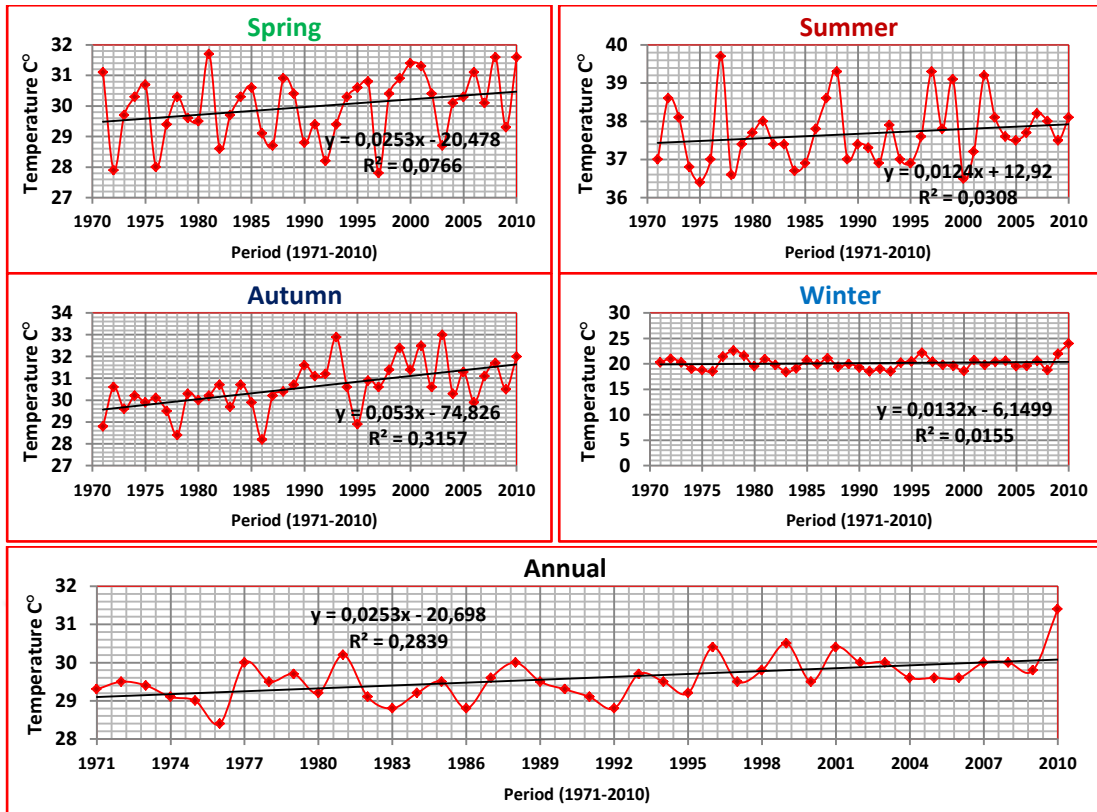 Spring
Temperature C°
32
31
30
29
28
27
1970 1975 1980 1985 1990 1995 2000 2005 2010
y = 0,0253x - 20,478
R² = 0,0766
Period (1971-2010)
Summer
Temperature C°
40
39
38
37
36
1970 1975 1980 1985 1990 1995 2000 2005 2010
y = 0,0124x + 12,92
R² = 0,0308
Period (1971-2010)
Autumn
Temperature C°
34
33
32
31
30
29
28
27
1970 1975 1980 1985 1990 1995 2000 2005 2010
y = 0,053x - 74,826
R² = 0,3157
Period (1971-2010)
Winter
Temperature C°
30
25
20
15
10
5
0
1970 1975 1980 1985 1990 1995 2000 2005 2010
y = 0,0132x - 6,1499
R² = 0,0155
Period (1971-2010)
Annual
Temperature C°
32
31
30
29
28
y = 0,0253x - 20,698
R² = 0,2839
1971 1974 1977 1980 1983 1986 1989 1992 1995 1998 2001 2004 2007 2010
Period (1971-2010)